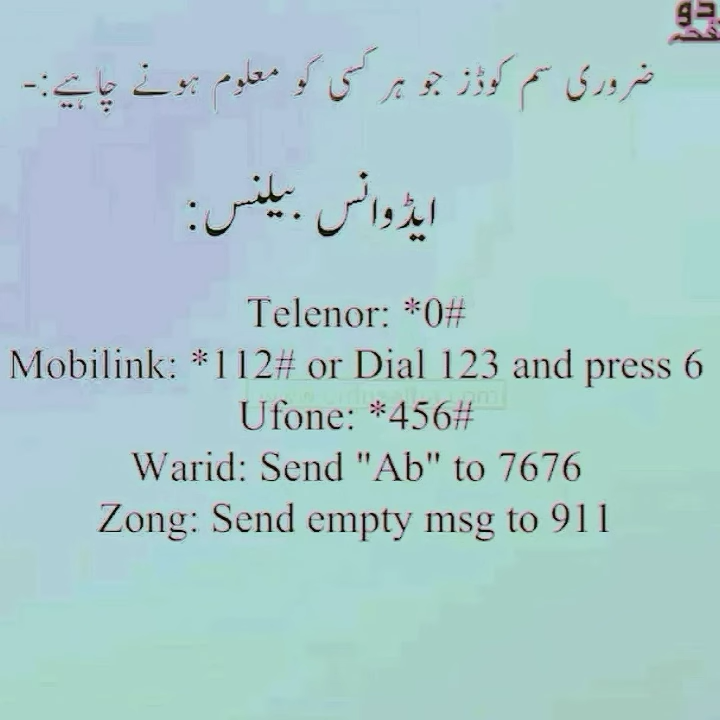 ضروری سم کوڈز جو ہر کسی کو معلوم ہونے چاہیے:-
ایڈوانس بیلنس:
Telenor: *0#
Mobilink: *112# or Dial 123 and press 6
Ufone: *456#
Warid: Send "Ab" to 7676
Zong: Send empty msg to 911